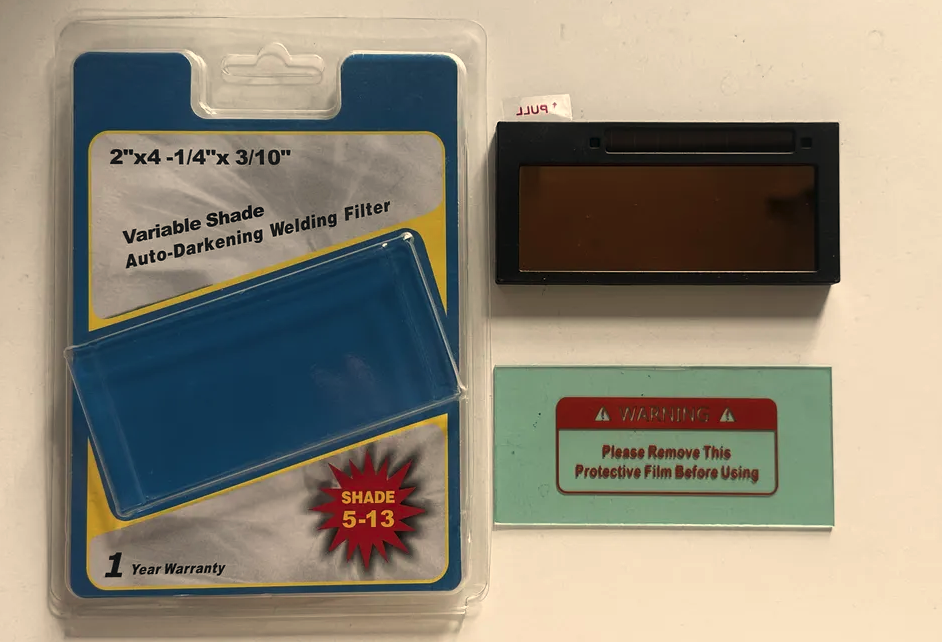 2"x4 -1/4"x 3/10"
Variable Shade
Auto-Darkening Welding Filter
SHADE
5-13
1 Year Warranty
↑ PULL
WARNING
Please Remove This
Protective Film Before Using